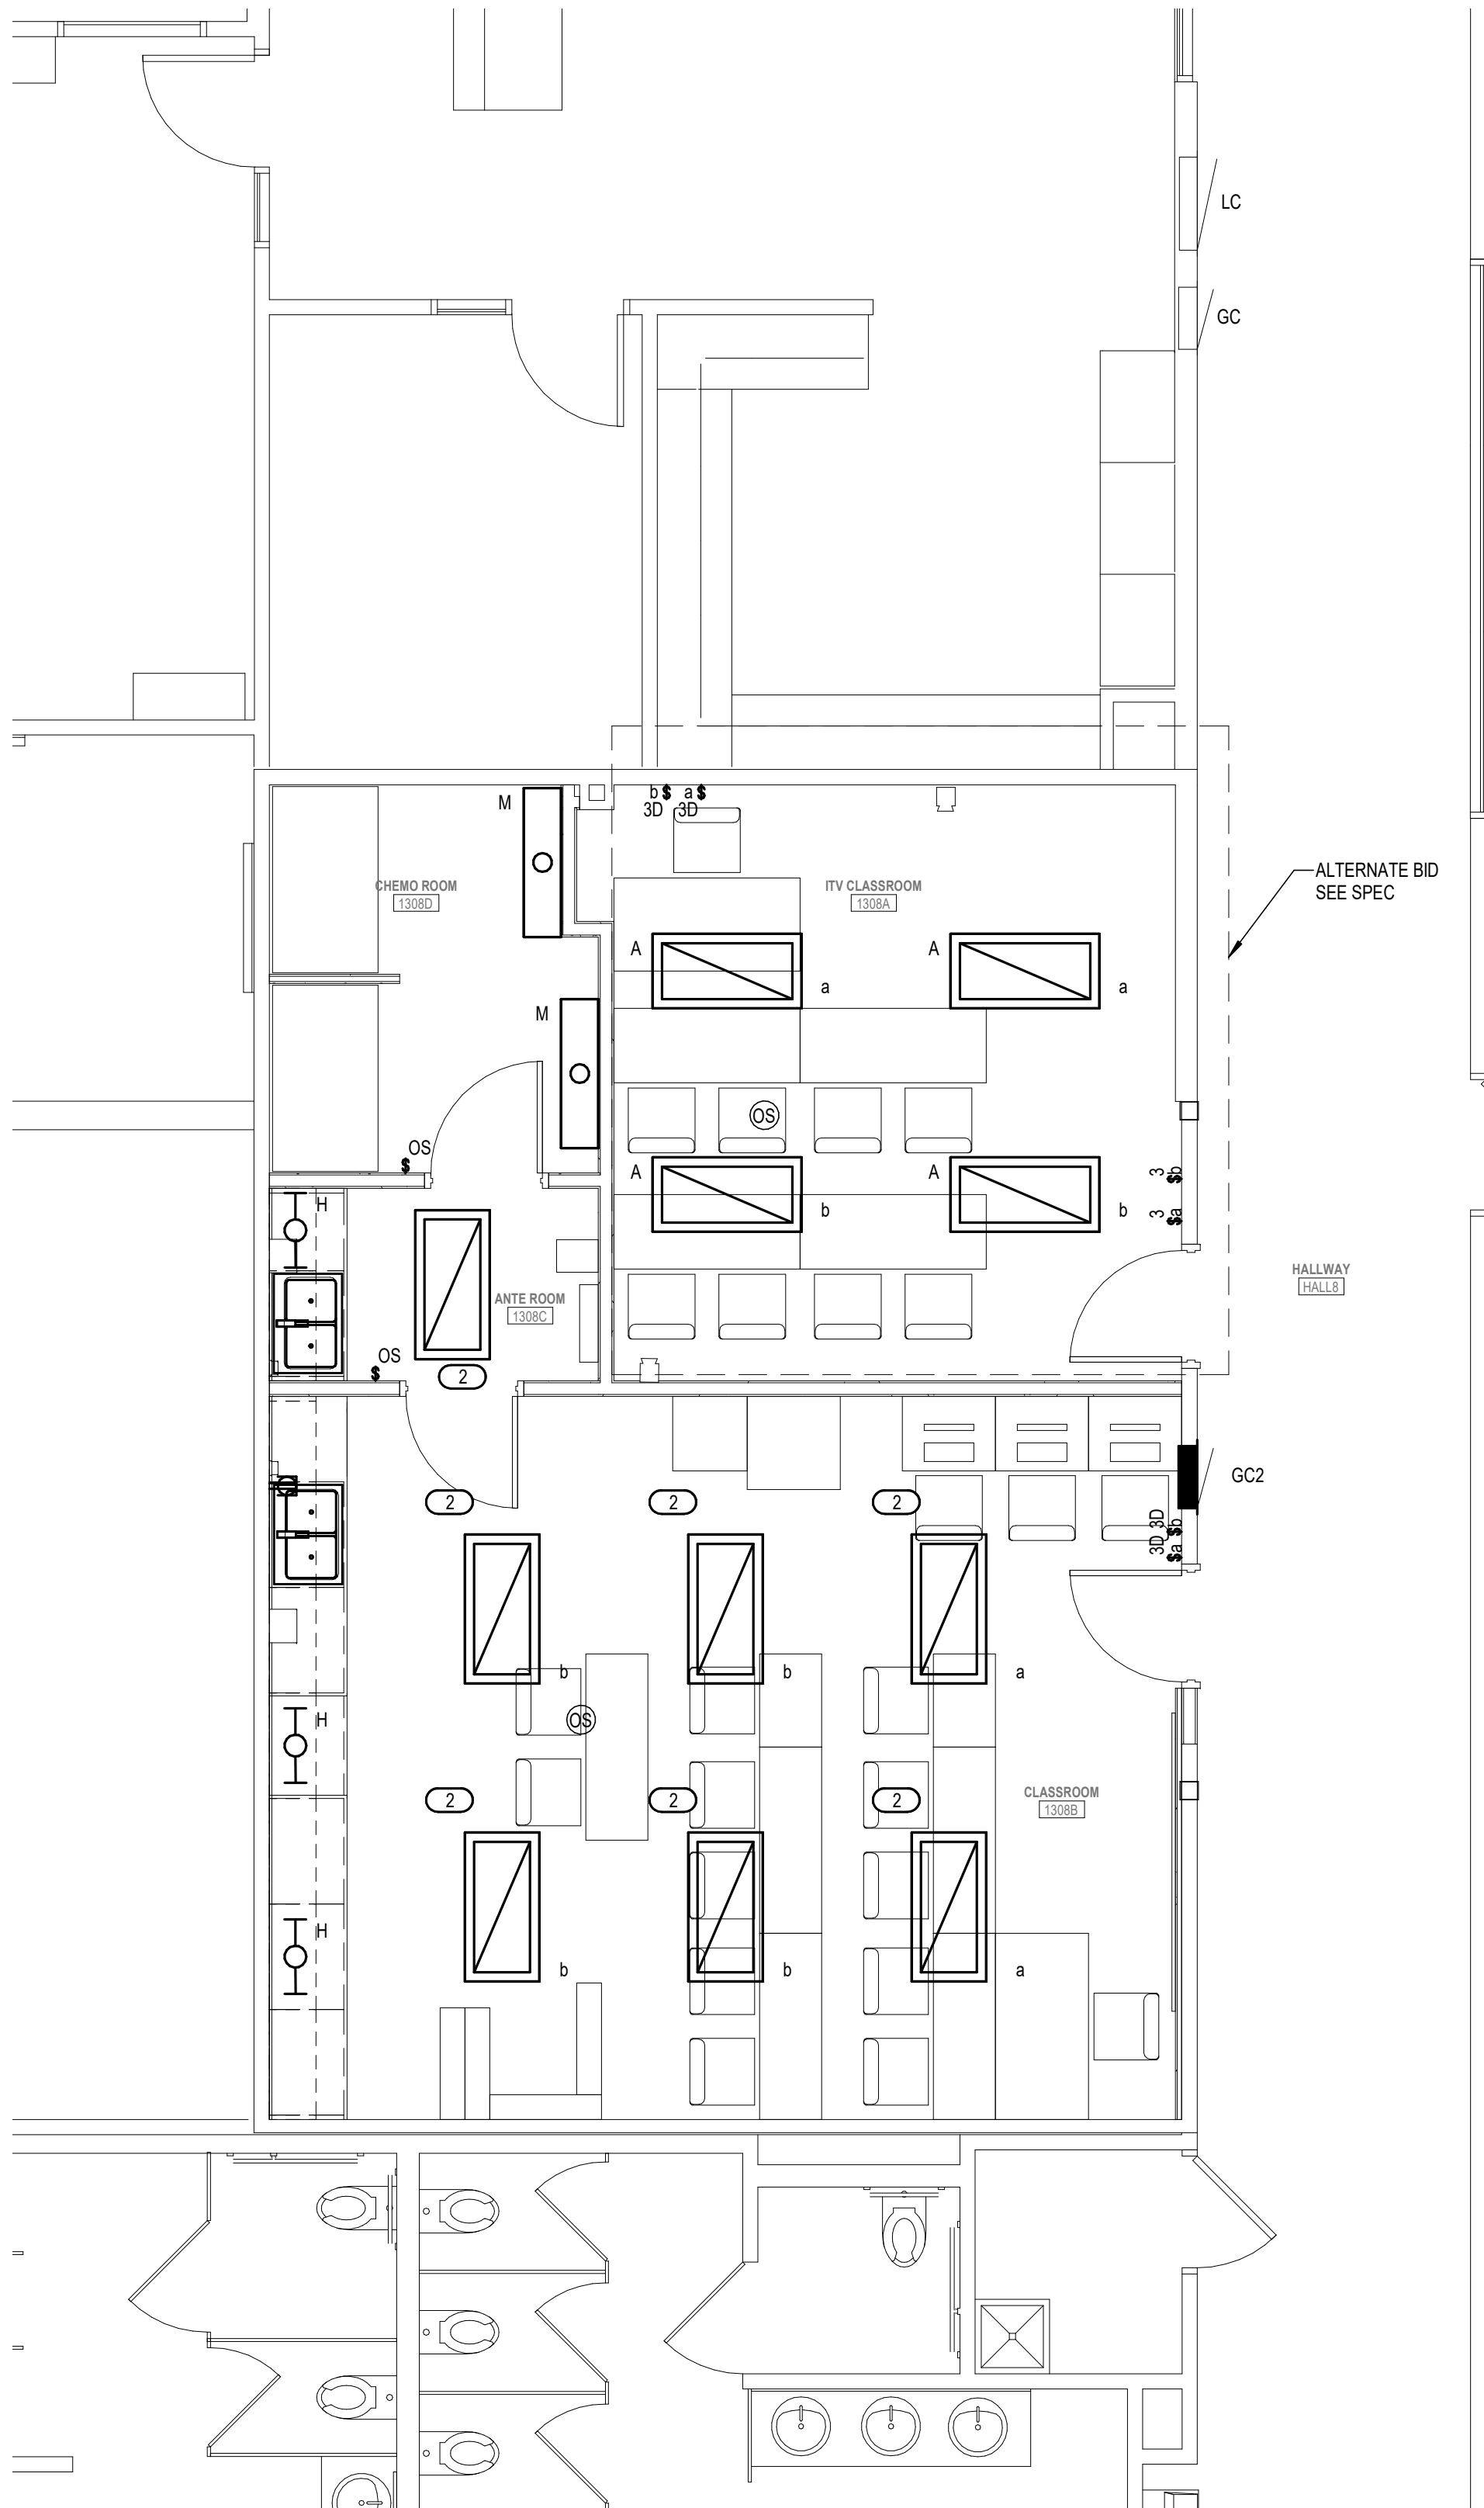 LC
GC
b $ a $
3D 3D
M
CHEMO ROOM
1308D
ITV CLASSROOM
1308A
ALTERNATE BID
SEE SPEC
A
A
a
a
M
OS
OS
$
A
A
3
$b
H
b
b
3
$a
HALLWAY
HALL8
ANTE ROOM
1308C
OS
$
2
GC2
2
2
2
3D 3D
$a $b
b
b
a
H
OS
2
2
2
CLASSROOM
1308B
H
b
b
a